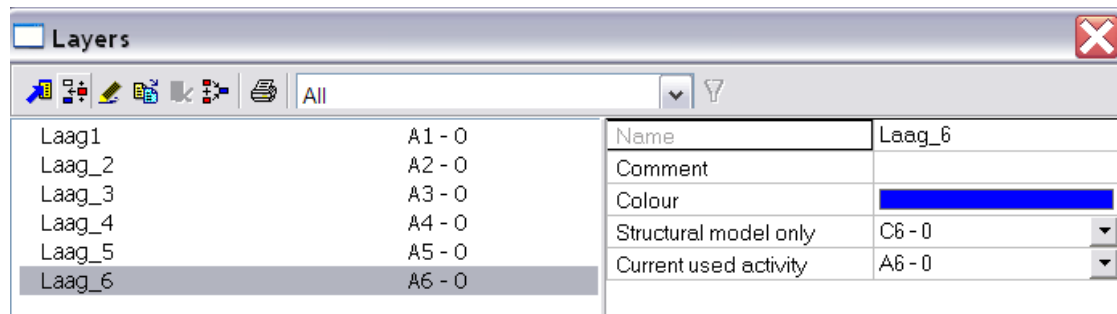 Layers
All
Laag1 A1 - 0 Name Laag_6
Laag_2 A2 - 0 Comment
Laag_3 A3 - 0 Colour
Laag_4 A4 - 0 Structural model only C6 - 0
Laag_5 A5 - 0 Current used activity A6 - 0
Laag_6 A6 - 0